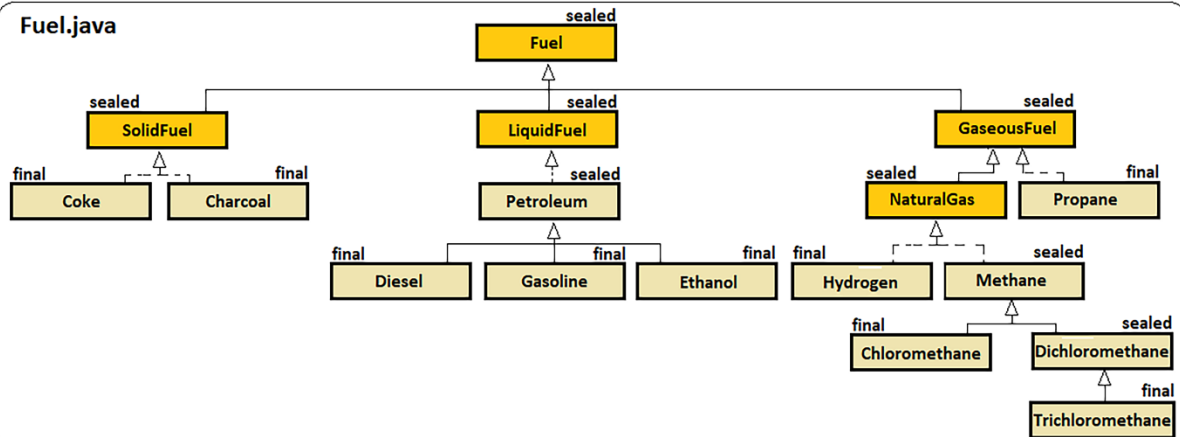 Fuel.java
sealed
Fuel
sealed
SolidFuel
sealed
LiquidFuel
sealed
GaseousFuel
final
Coke
final
Charcoal
sealed
Petroleum
sealed
NaturalGas
final
Propane
final
Diesel
final
Gasoline
final
Ethanol
final
Hydrogen
sealed
Methane
final
Chloromethane
sealed
Dichloromethane
final
Trichloromethane